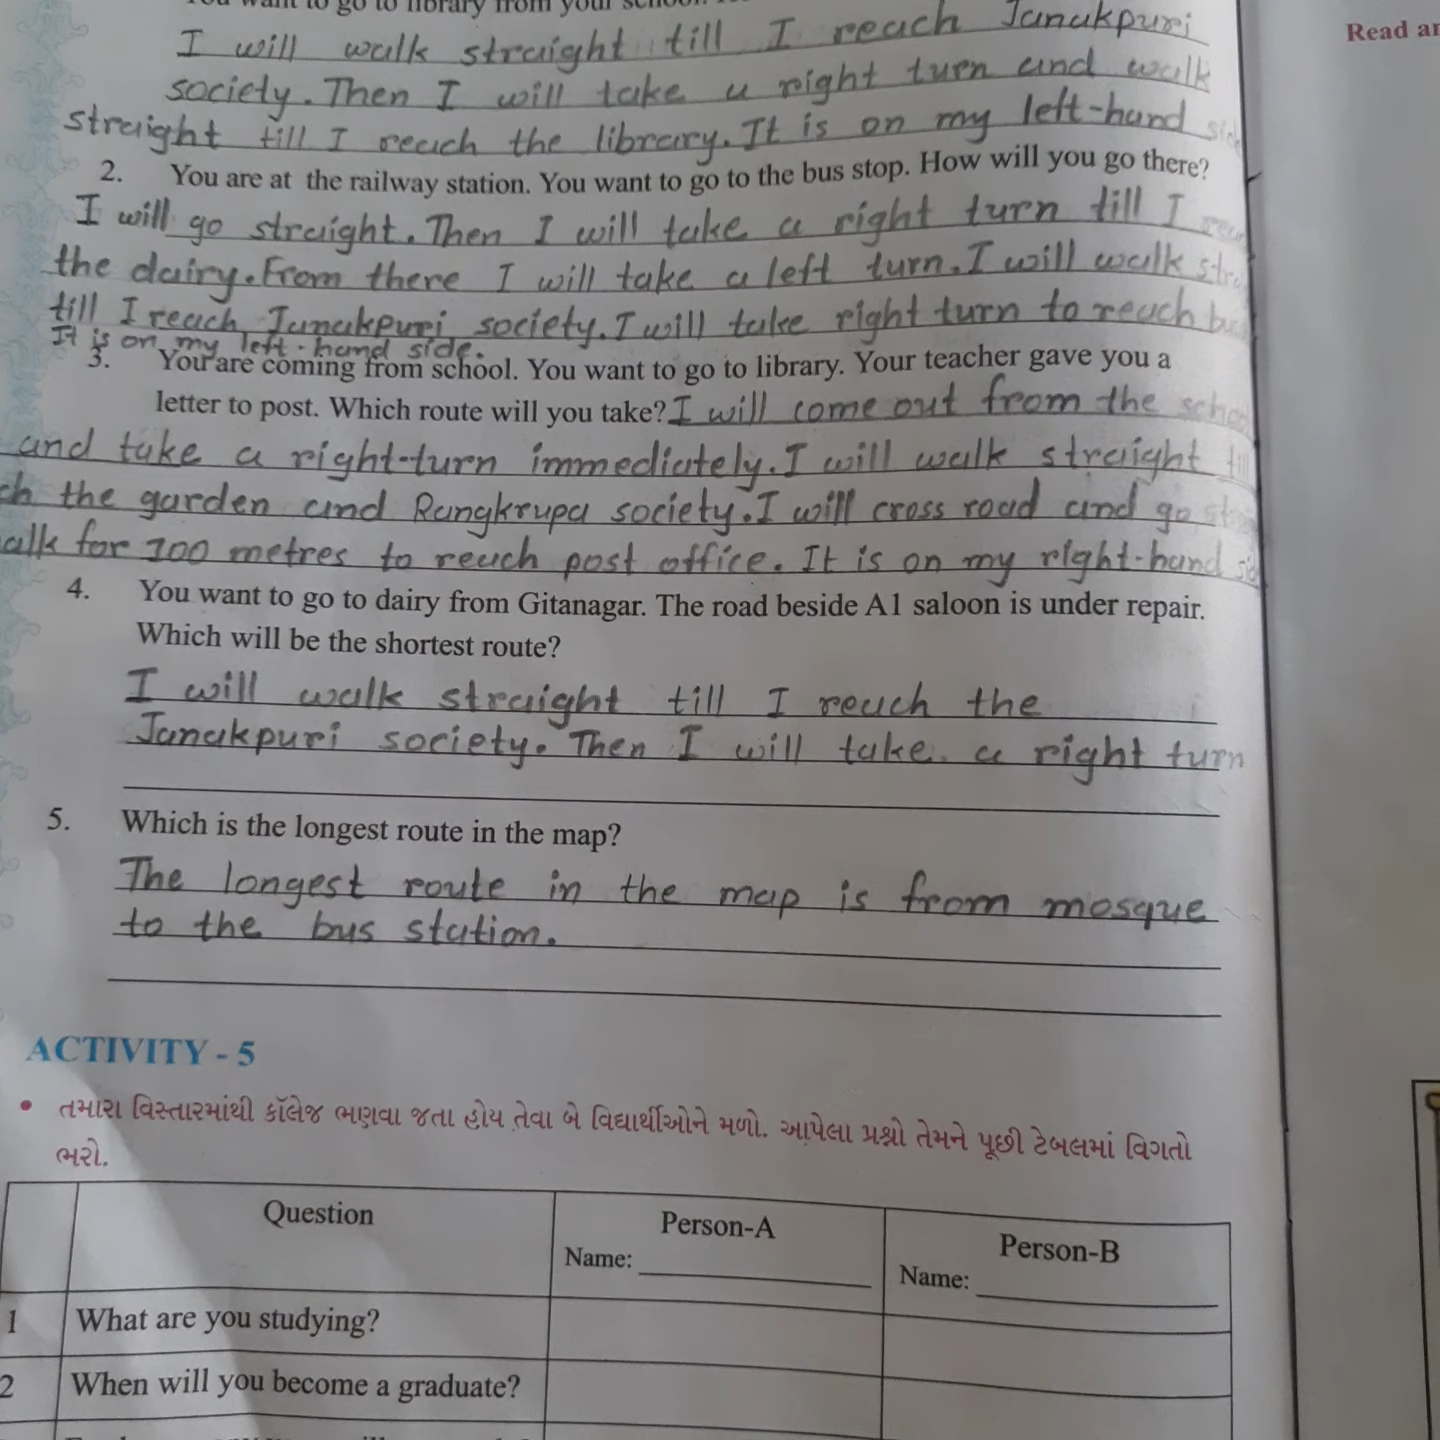 You want to go to library from your school.
I will walk straight till I reach Janakpuri
Read
society. Then I will take a right turn and walk
straight till I reach the library. It is on my left-hand side
2. You are at the railway station. You want to go to the bus stop. How will you go there?
I will go straight. Then I will take a right turn till I
the dairy. From there I will take a left turn. I will walk
till I reach Janakpuri society. I will take right turn to reach
It is on my left-hand side.
3. You are coming from school. You want to go to library. Your teacher gave you a
letter to post. Which route will you take? I will come out from the
and take a right-turn immediately. I will walk straight
the garden and Rangkrupa society. I will cross road and go
for 100 metres to reach post office. It is on my right-hand
4. You want to go to dairy from Gitanagar. The road beside A1 saloon is under repair.
Which will be the shortest route?
I will walk straight till I reach the
Janakpuri society. Then I will take a right turn
5. Which is the longest route in the map?
The longest route in the map is from mosque
to the bus station.
ACTIVITY - 5
• તમારા વિસ્તારમાંથી કૉલેજ ભણવા જતા હોય તેવા બે વિદ્યાર્થીઓને મળો. આપેલા પ્રશ્નો તેમને પૂછી ટેબલમાં વિગતો
ભરો.
Question Person-A Person-B
Name: Name:
1 What are you studying?
2 When will you become a graduate?